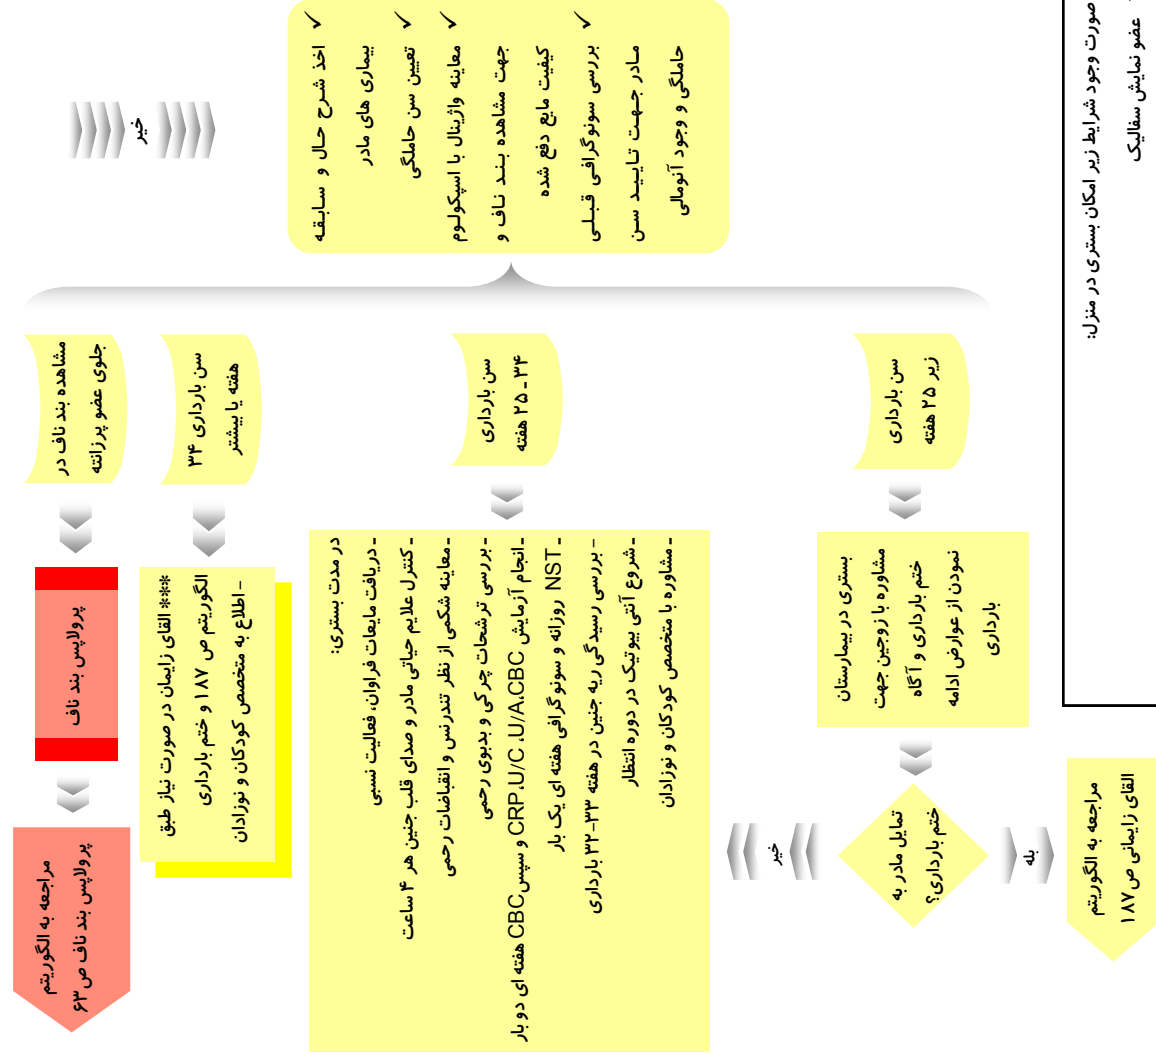 خیر
✓ اخذ شرح حال و سابقه
بیماری های مادر
✓ تعیین سن حاملگی
✓ معاینه واژینال با اسپکولوم
جهت مشاهده بند ناف و
کیفیت مایع دفع شده
✓ بررسی سونوگرافی قبلی
مادر جهت تایید سن
حاملگی و وجود آنومالی
مشاهده بند ناف در
جلوی عضو پرزانته
سن بارداری ۳۴
هفته یا بیشتر
سن بارداری
۳۴ ـ ۲۵ هفته
سن بارداری
زیر ۲۵ هفته
پرولاپس بند ناف
مراجعه به الگوریتم
پرولاپس بند ناف ص۶۳
*** القای زایمان در صورت نیاز طبق
الگوریتم ص ۱۸۷ و ختم بارداری
- اطلاع به متخصص کودکان و نوزادان
در مدت بستری:
ـ دریافت مایعات فراوان، فعالیت نسبی
ـ کنترل علایم حیاتی مادر و صدای قلب جنین هر ۴ ساعت
ـ معاینه شکمی از نظر تندرنس و انقباضات رحمی
ـ بررسی ترشحات چرکی و بدبوی رحمی
ـ انجام آزمایش CRP،U/C ،U/A،CBC و سپس CBC هفته ای دو بار
ـ NST روزانه و سونوگرافی هفته ای یک بار
- بررسی رسیدگی ریه جنین در هفته ۳۳-۳۲ بارداری
ـ شروع آنتی بیوتیک در دوره انتظار
ـ مشاوره با متخصص کودکان و نوزادان
بستری در بیمارستان
مشاوره با زوجین جهت
ختم بارداری و آگاه
نمودن از عوارض ادامه
بارداری
تمایل مادر به
ختم بارداری؟
خیر
بله
مراجعه به الگوریتم
القای زایمانی ص۱۸۷
صورت وجود شرایط زیر امکان بستری در منزل:
عضو نمایش سفالیک